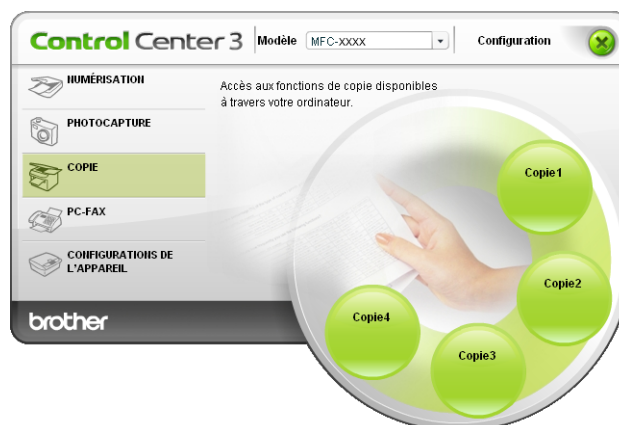 Control Center 3
Modèle
MFC-XXXX
Configuration
NUMÉRISATION
PHOTOCAPTURE
COPIE
PC-FAX
CONFIGURATIONS DE
L'APPAREIL
Accès aux fonctions de copie disponibles
à travers votre ordinateur.
Copie1
Copie2
Copie3
Copie4
brother